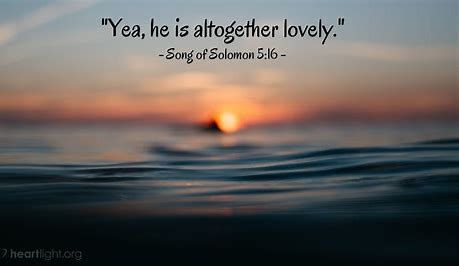 "Yea, he is altogether lovely."
- Song of Solomon 5:16 -
heartlight.org